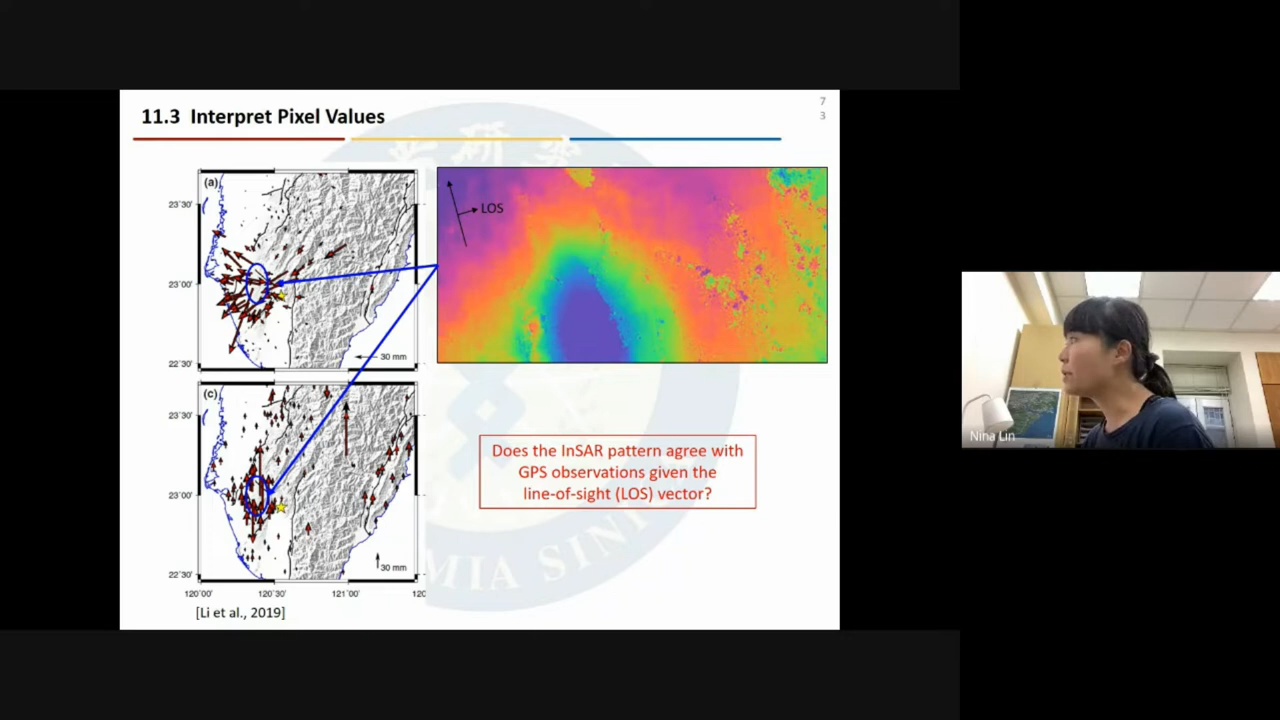 11.3 Interpret Pixel Values
7
3
(a)
23°30'
23°00'
22°30'
30 mm
LOS
(c)
23°30'
23°00'
22°30'
30 mm
120°00'
120°30'
121°00'
120
[Li et al., 2019]
Does the InSAR pattern agree with
GPS observations given the
line-of-sight (LOS) vector?
MIA SINI
Nina Lin